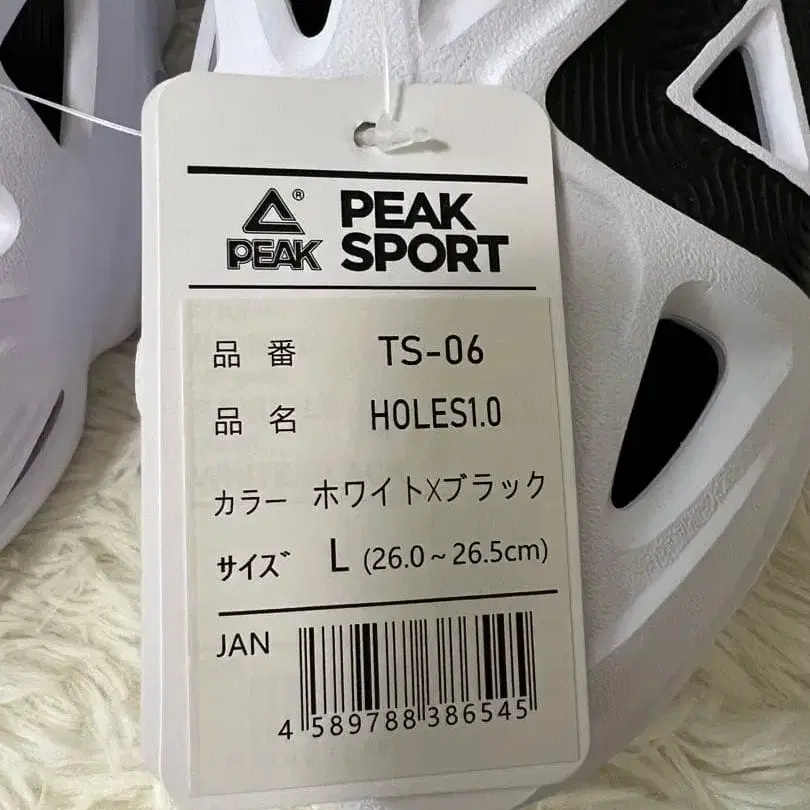 PEAK
PEAK
SPORT
品番 TS-06
品名 HOLES1.0
カラー ホワイト×ブラック
サイズ L (26.0~26.5cm)
JAN
4 589788 386545